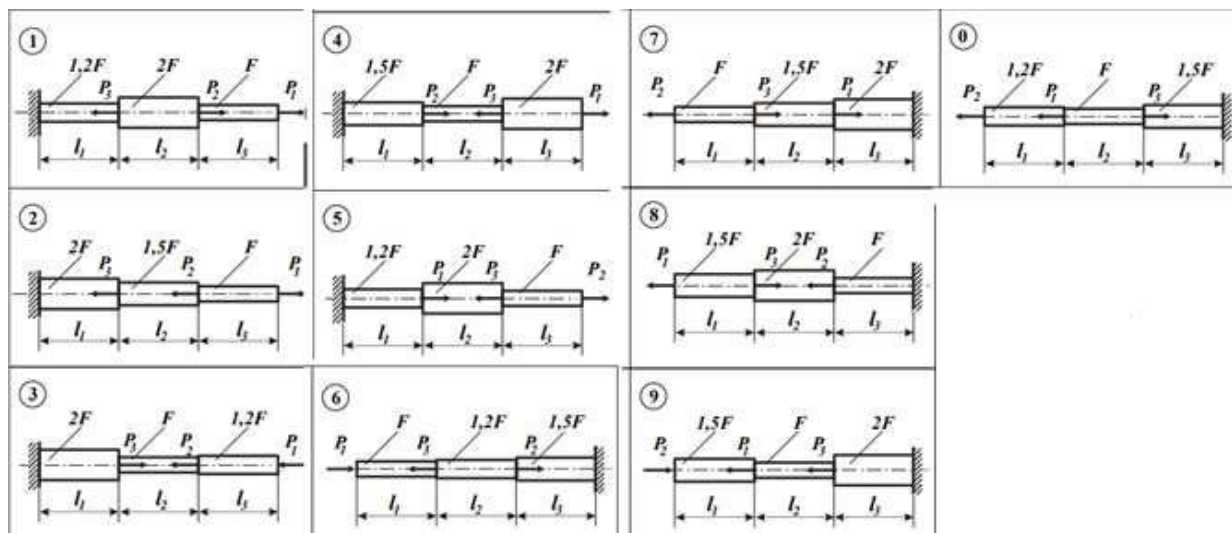 1
1,2F 2F F
P3 P2 P1
l1 l2 l3
4
1,5F F 2F
P2 P3 P1
l1 l2 l3
7
F 1,5F 2F
P2 P3 P1
l1 l2 l3
0
1,2F F 1,5F
P2 P1 P3
l1 l2 l3
2
2F 1,5F F
P3 P2 P1
l1 l2 l3
5
1,2F 2F F
P1 P3 P2
l1 l2 l3
8
1,5F 2F F
P1 P3 P2
l1 l2 l3
3
2F F 1,2F
P3 P2 P1
l1 l2 l3
6
F 1,2F 1,5F
P1 P3 P2
l1 l2 l3
9
1,5F F 2F
P2 P1 P3
l1 l2 l3